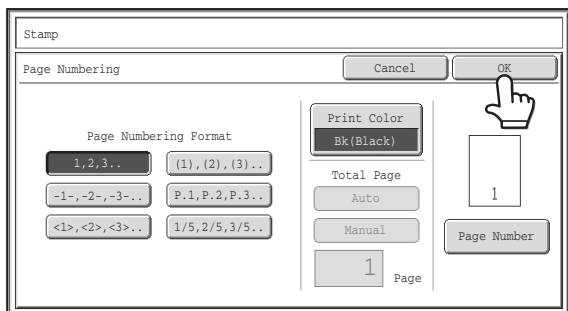 Stamp
Page Numbering
Cancel
OK
Page Numbering Format
1,2,3..
(1),(2),(3)..
-1-,-2-,-3-..
P.1,P.2,P.3..
<1>,<2>,<3>..
1/5,2/5,3/5..
Print Color
Bk(Black)
Total Page
Auto
Manual
1
Page
1
Page Number